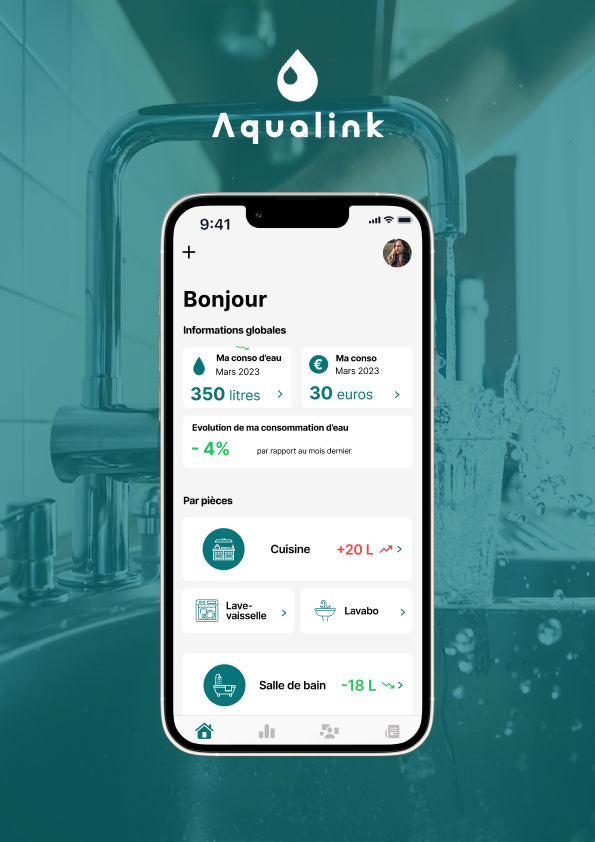 Aqualink
9:41
Bonjour
Informations globales
Ma conso d'eau
Mars 2023
350 litres
Ma conso
Mars 2023
30 euros
Evolution de ma consommation d'eau
- 4%
par rapport au mois dernier
Par pièces
Cuisine
+20 L
Lave-
vaisselle
Lavabo
Salle de bain
-18 L